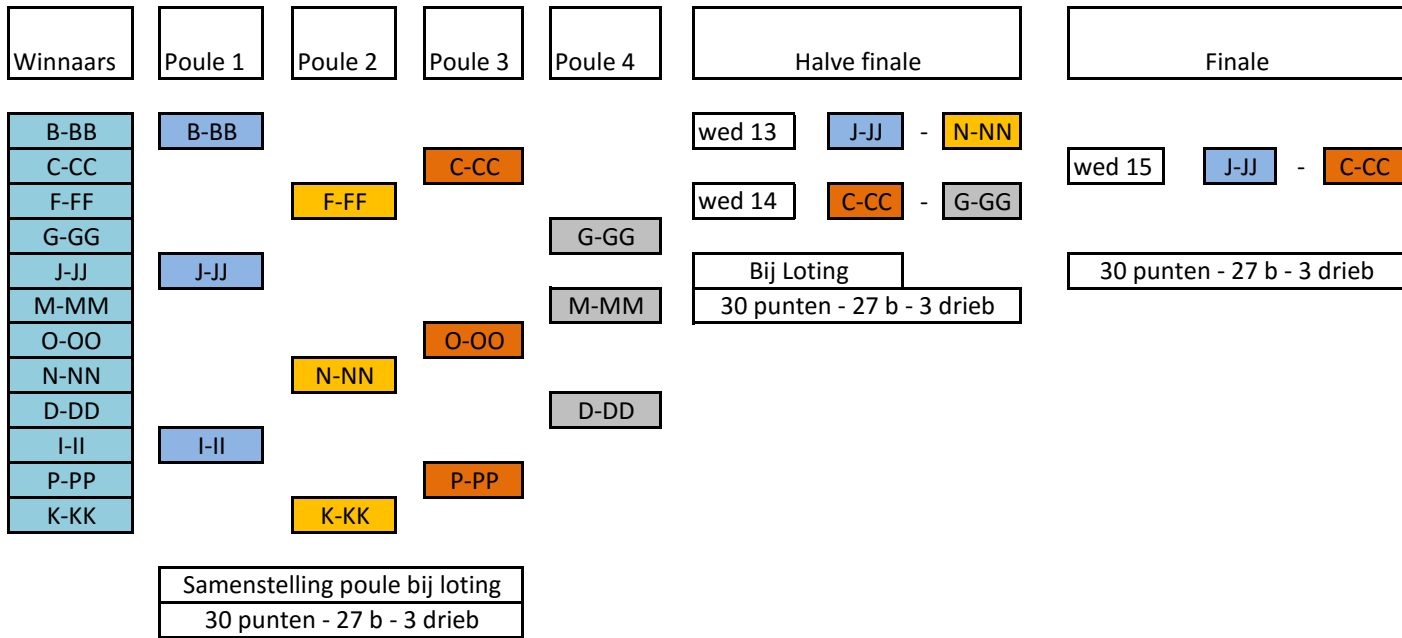 Winnaars Poule 1 Poule 2 Poule 3 Poule 4 Halve finale Finale
B-BB B-BB wed 13 J-JJ - N-NN
C-CC C-CC wed 15 J-JJ - C-CC
F-FF F-FF wed 14 C-CC - G-GG
G-GG G-GG
J-JJ J-JJ Bij Loting 30 punten - 27 b - 3 drieb
M-MM M-MM 30 punten - 27 b - 3 drieb
O-OO O-OO
N-NN N-NN
D-DD D-DD
I-II I-II
P-PP P-PP
K-KK K-KK
Samenstelling poule bij loting
30 punten - 27 b - 3 drieb